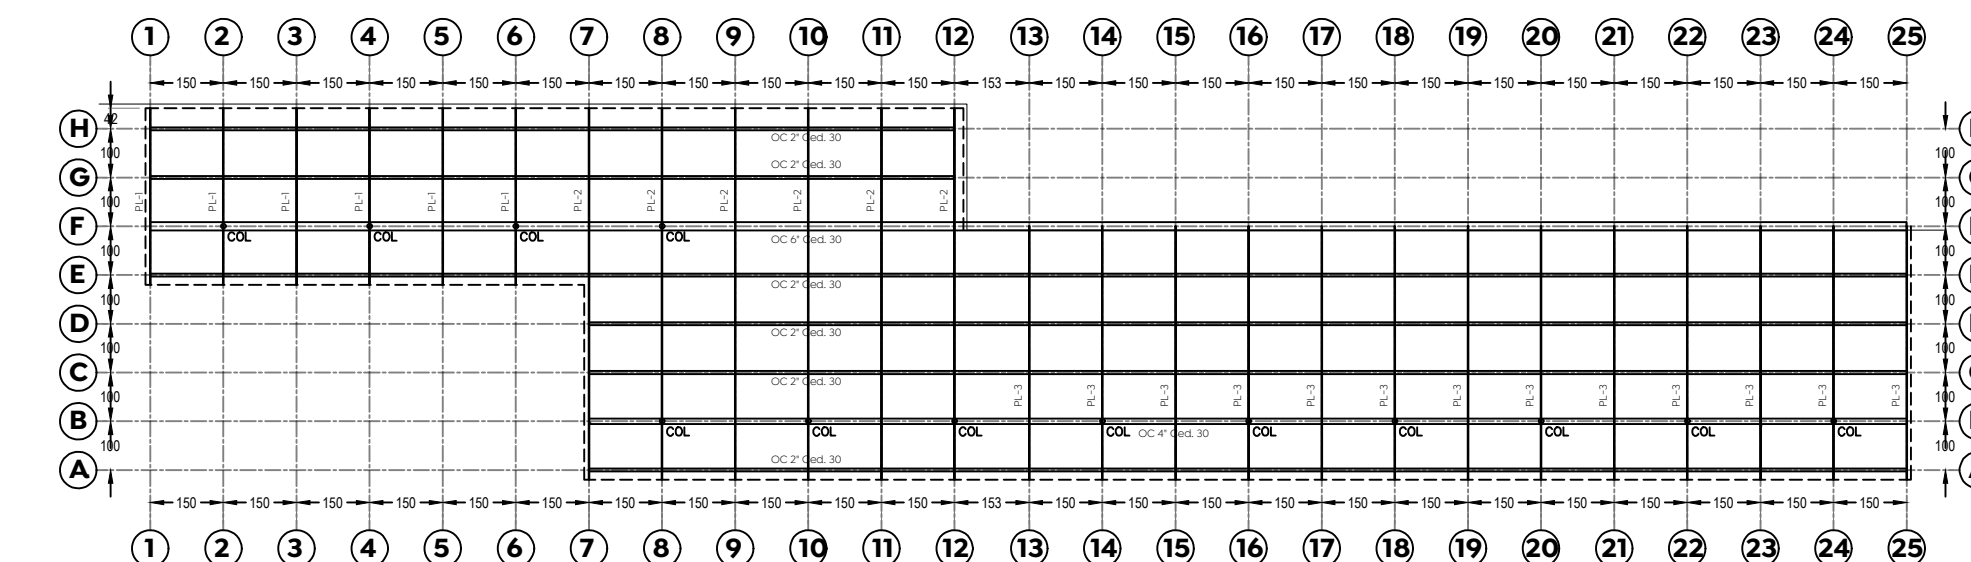 1 2 3 4 5 6 7 8 9 10 11 12 13 14 15 16 17 18 19 20 21 22 23 24 25
150 150 150 150 150 150 150 150 150 150 150 153 150 150 150 150 150 150 150 150 150 150 150 150
42
H OC 2" Ced. 30
100 100
OC 2" Ced. 30
G
PL-1 PL-1 PL-1 PL-1 PL-1 PL-1 PL-2 PL-2 PL-2 PL-2 PL-2 PL-2
100 100
F
COL COL COL COL OC 6" Ced. 30
100 100
E
OC 2" Ced. 30
100 100
D
OC 2" Ced. 30
100 100
C
OC 2" Ced. 30
PL-3 PL-3 PL-3 PL-3 PL-3 PL-3 PL-3 PL-3 PL-3 PL-3 PL-3 PL-3 PL-3
100 100
B
COL COL COL COL OC 4" Ced. 30 COL COL COL COL COL
100 100
OC 2" Ced. 30
A
150 150 150 150 150 150 150 150 150 150 150 153 150 150 150 150 150 150 150 150 150 150 150 150
1 2 3 4 5 6 7 8 9 10 11 12 13 14 15 16 17 18 19 20 21 22 23 24 25